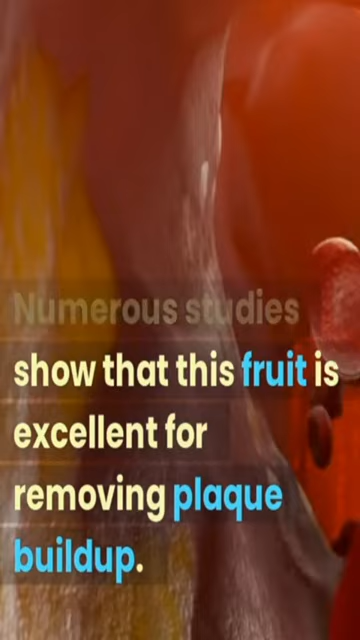 Numerous studies
show that this fruit is
excellent for
removing plaque
buildup.